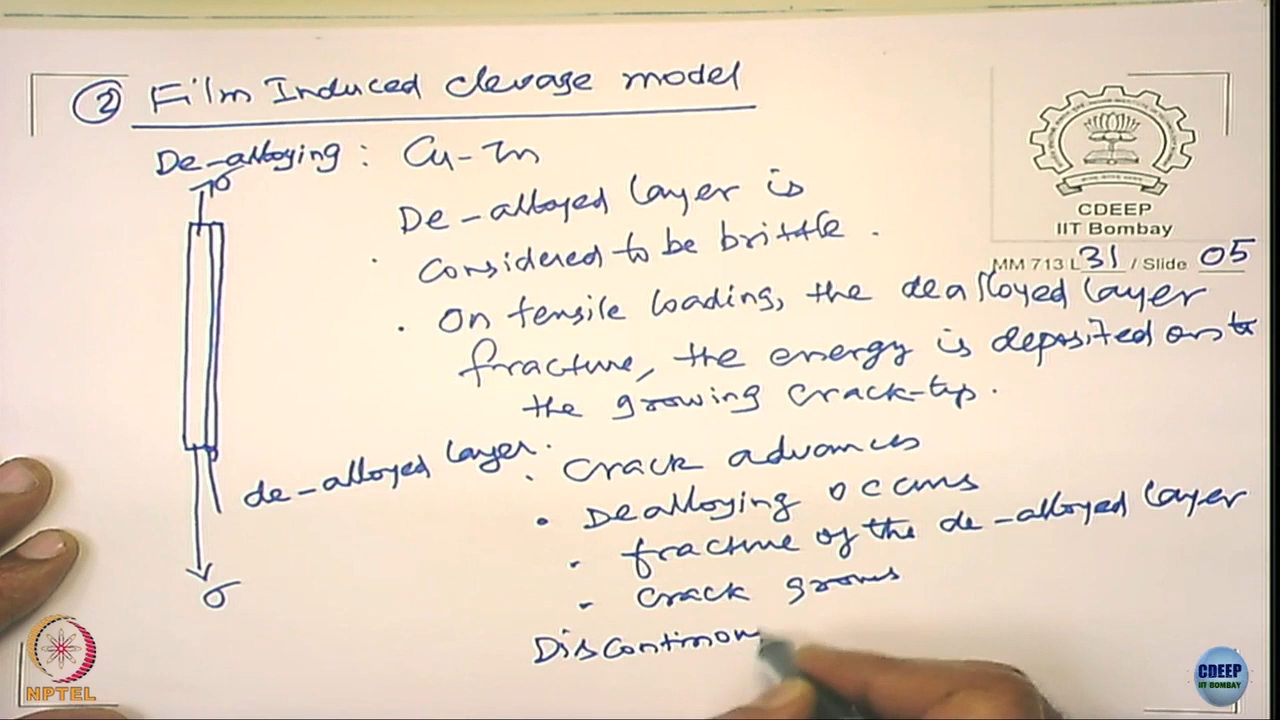 ② Film Induced clevage model
De-alloying : Cu-Zn
σ
De-alloyed layer is
considered to be brittle .
. On tensile loading, the dealloyed layer
fracture, the energy is deposited onto
the growing crack-tip .
de-alloyed layer .
. Crack advances
. Dealloying occurs
. fracture of the de-alloyed layer
. Crack grows
σ
Discontinou
CDEEP
IIT Bombay
MM 713 L31 / Slide 05
NPTEL
CDEEP
IIT BOMBAY